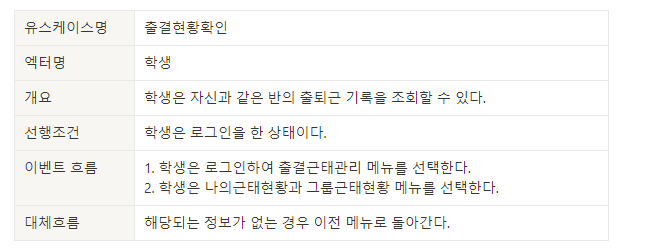 유스케이스명 출결현황확인
엑터명 학생
개요 학생은 자신과 같은 반의 출퇴근 기록을 조회할 수 있다.
선행조건 학생은 로그인을 한 상태이다.
이벤트 흐름 1. 학생은 로그인하여 출결근태관리 메뉴를 선택한다.
2. 학생은 나의근태현황과 그룹근태현황 메뉴를 선택한다.
대체흐름 해당되는 정보가 없는 경우 이전 메뉴로 돌아간다.